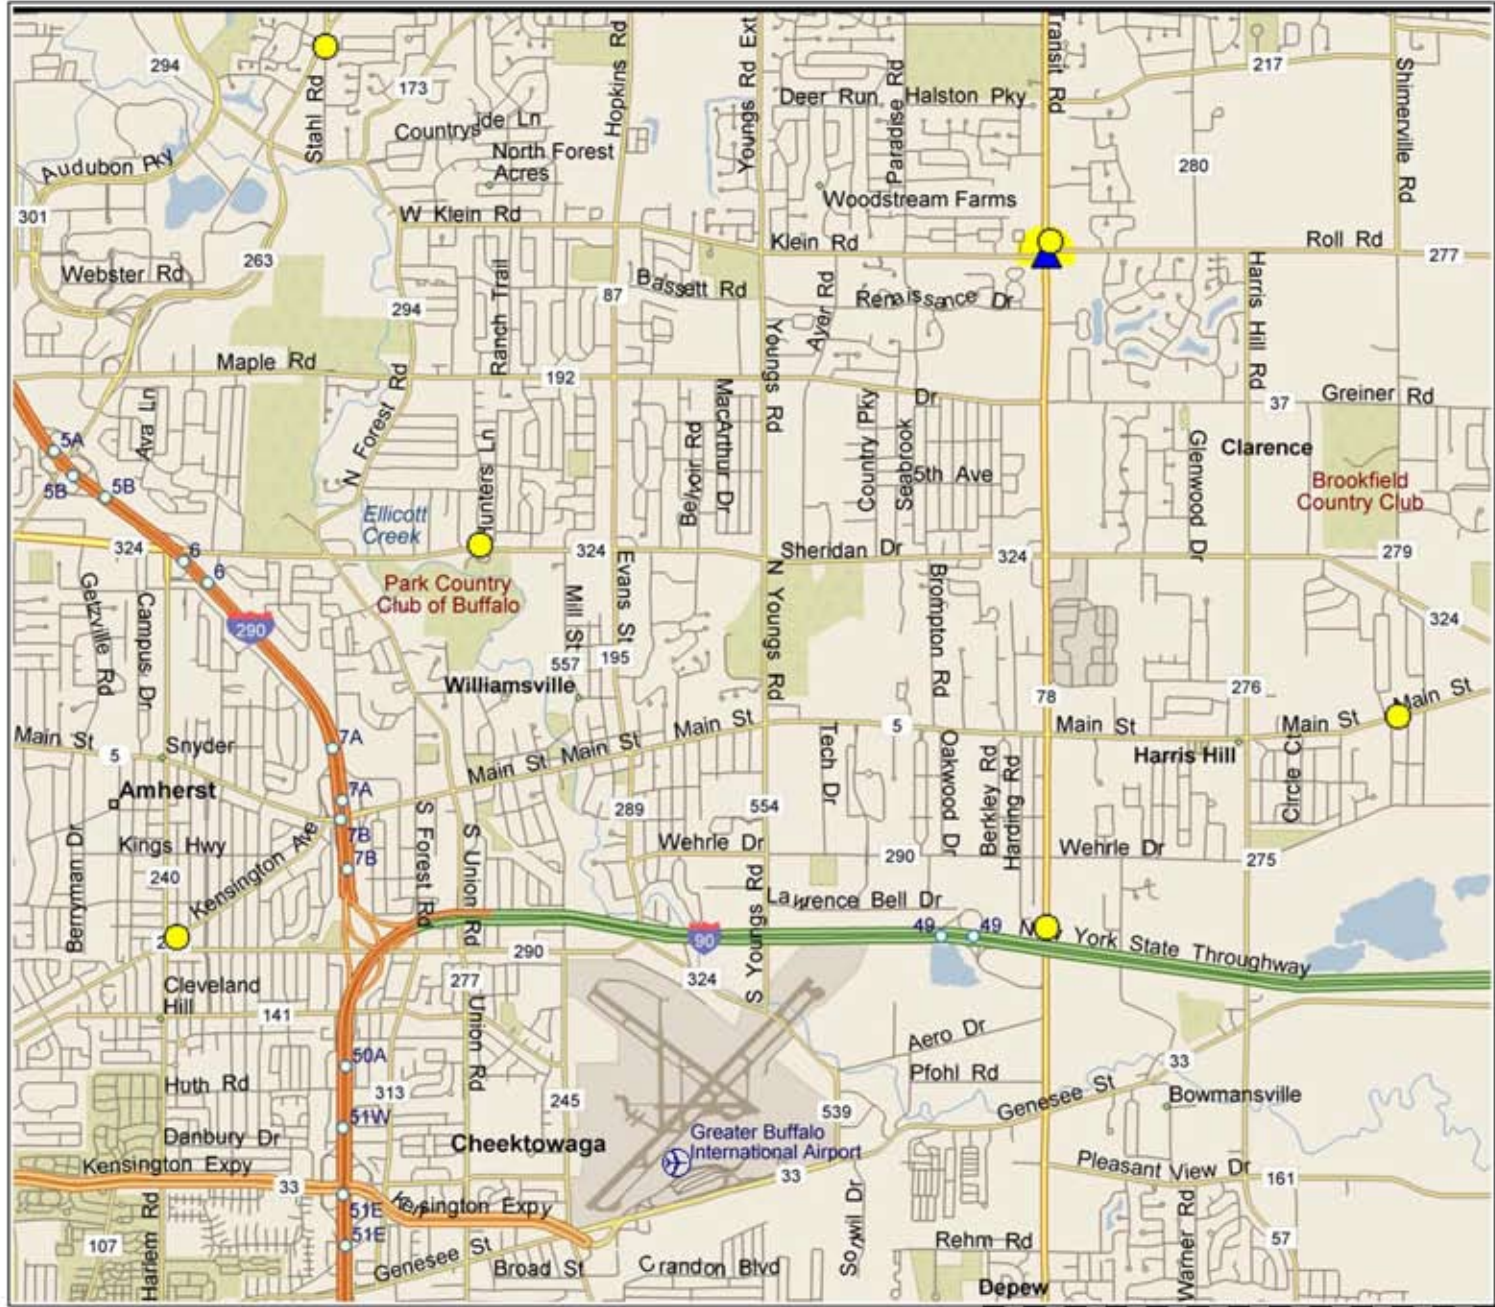 294
Stahl Rd
173
Hopkins Rd
Youngs Rd Ext
Transit Rd
217
Shimerville Rd
Deer Run
Halston Pky
Paradise Rd
Countryside Ln
North Forest
Acres
Audubon Pky
280
Woodstream Farms
301
W Klein Rd
Klein Rd
Roll Rd
277
263
Webster Rd
Ranch Trail
Bassett Rd
87
294
Ayer Rd
Renaissance Dr
Harris Hill Rd
Youngs Rd
Maple Rd
192
Ava Ln
N Forest Rd
MacArthur Dr
Country Pky
Seabrook
Dr
37
Greiner Rd
5A
Hunters Ln
Belvoir Rd
Glenwood Dr
Clarence
5B
5B
5th Ave
Brookfield
Country Club
Ellicott
Creek
324
6
324
Sheridan Dr
324
279
6
Getzville Rd
Campus Dr
290
Park Country
Club of Buffalo
Mill St
Evans St
N Youngs Rd
Brompton Rd
324
557
195
Williamsville
78
276
Main St
Main St
5
Snyder
7A
Main St
Main St
Main St
Tech Dr
5
Oakwood Dr
Berkley Rd
Harding Rd
Main St
Harris Hill
Main St
Circle Ct
Amherst
7A
S Forest Rd
289
554
Kings Hwy
7B
S Union Rd
Wehrle Dr
290
Wehrle Dr
275
Berryman Dr
240
Kensington Ave
7B
S Youngs Rd
Lawrence Bell Dr
49
49
New York State Throughway
290
90
277
324
Cleveland
Hill
141
Union Rd
Aero Dr
50A
Huth Rd
313
245
Pfohl Rd
33
539
Genesee St
Bowmansville
51W
Danbury Dr
Cheektowaga
Greater Buffalo
International Airport
Kensington Expy
33
Pleasant View Dr
161
33
51E
Kensington Expy
Sorwil Dr
Warner Rd
Harlem Rd
107
51E
Genesee St
Broad St
Crandon Blvd
Rehm Rd
57
Depew